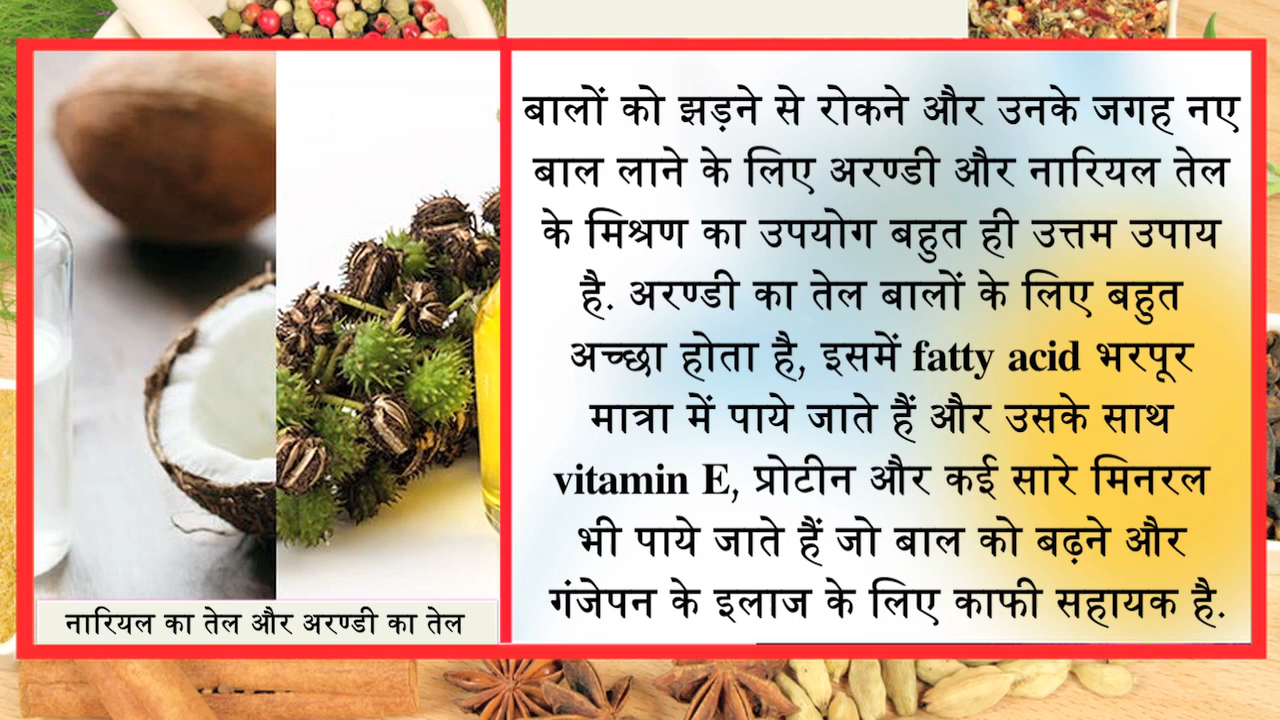 बालों को झड़ने से रोकने और उनके जगह नए
बाल लाने के लिए अरण्डी और नारियल तेल
के मिश्रण का उपयोग बहुत ही उत्तम उपाय
है. अरण्डी का तेल बालों के लिए बहुत
अच्छा होता है, इसमें fatty acid भरपूर
मात्रा में पाये जाते हैं और उसके साथ
vitamin E, प्रोटीन और कई सारे मिनरल
भी पाये जाते हैं जो बाल को बढ़ने और
गंजेपन के इलाज के लिए काफी सहायक है.
नारियल का तेल और अरण्डी का तेल